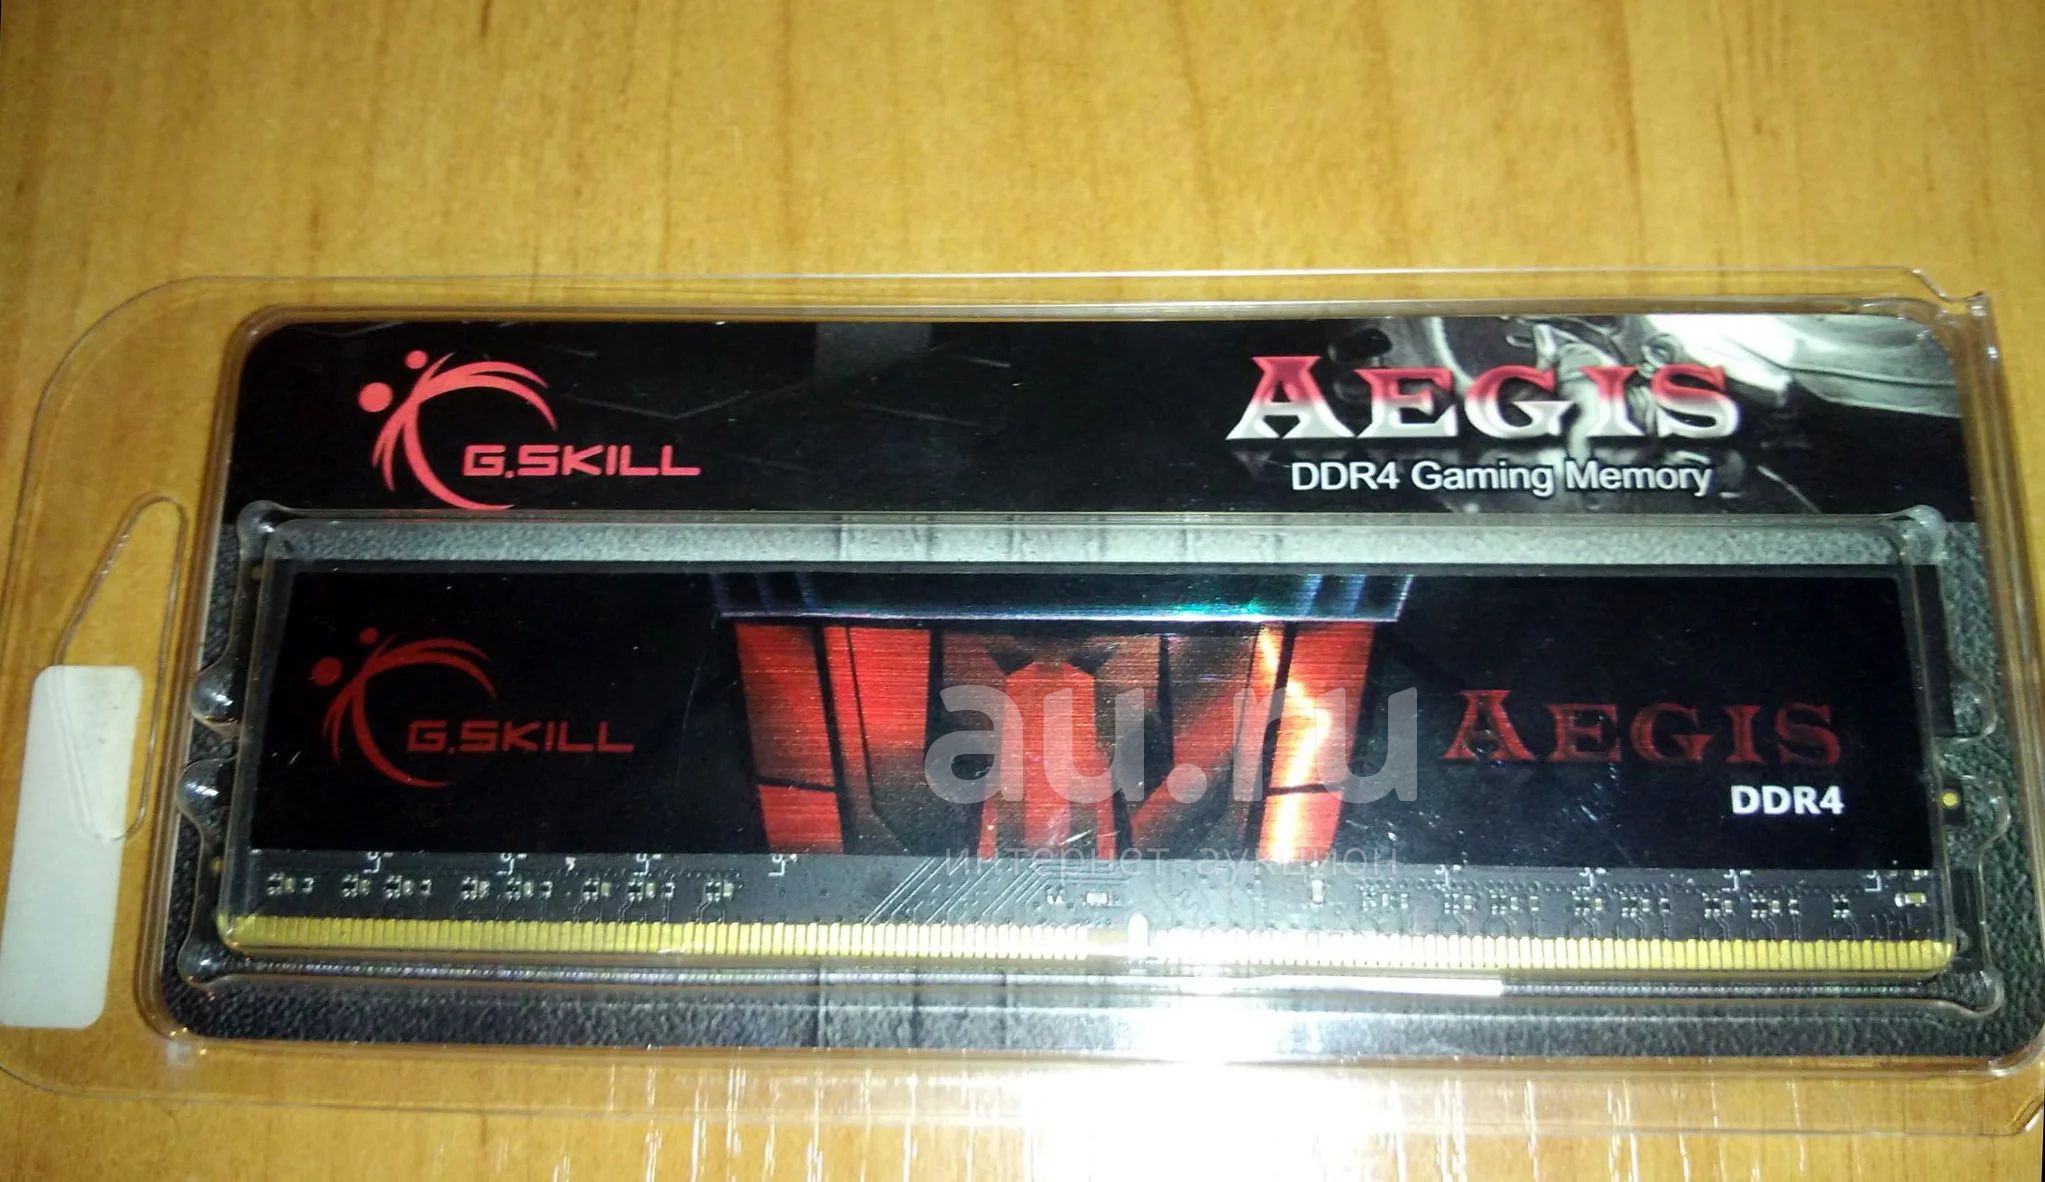 G.SKILL
AEGIS
DDR4 Gaming Memory
G.SKILL
AEGIS
DDR4
au.ru
интернет-аукцион